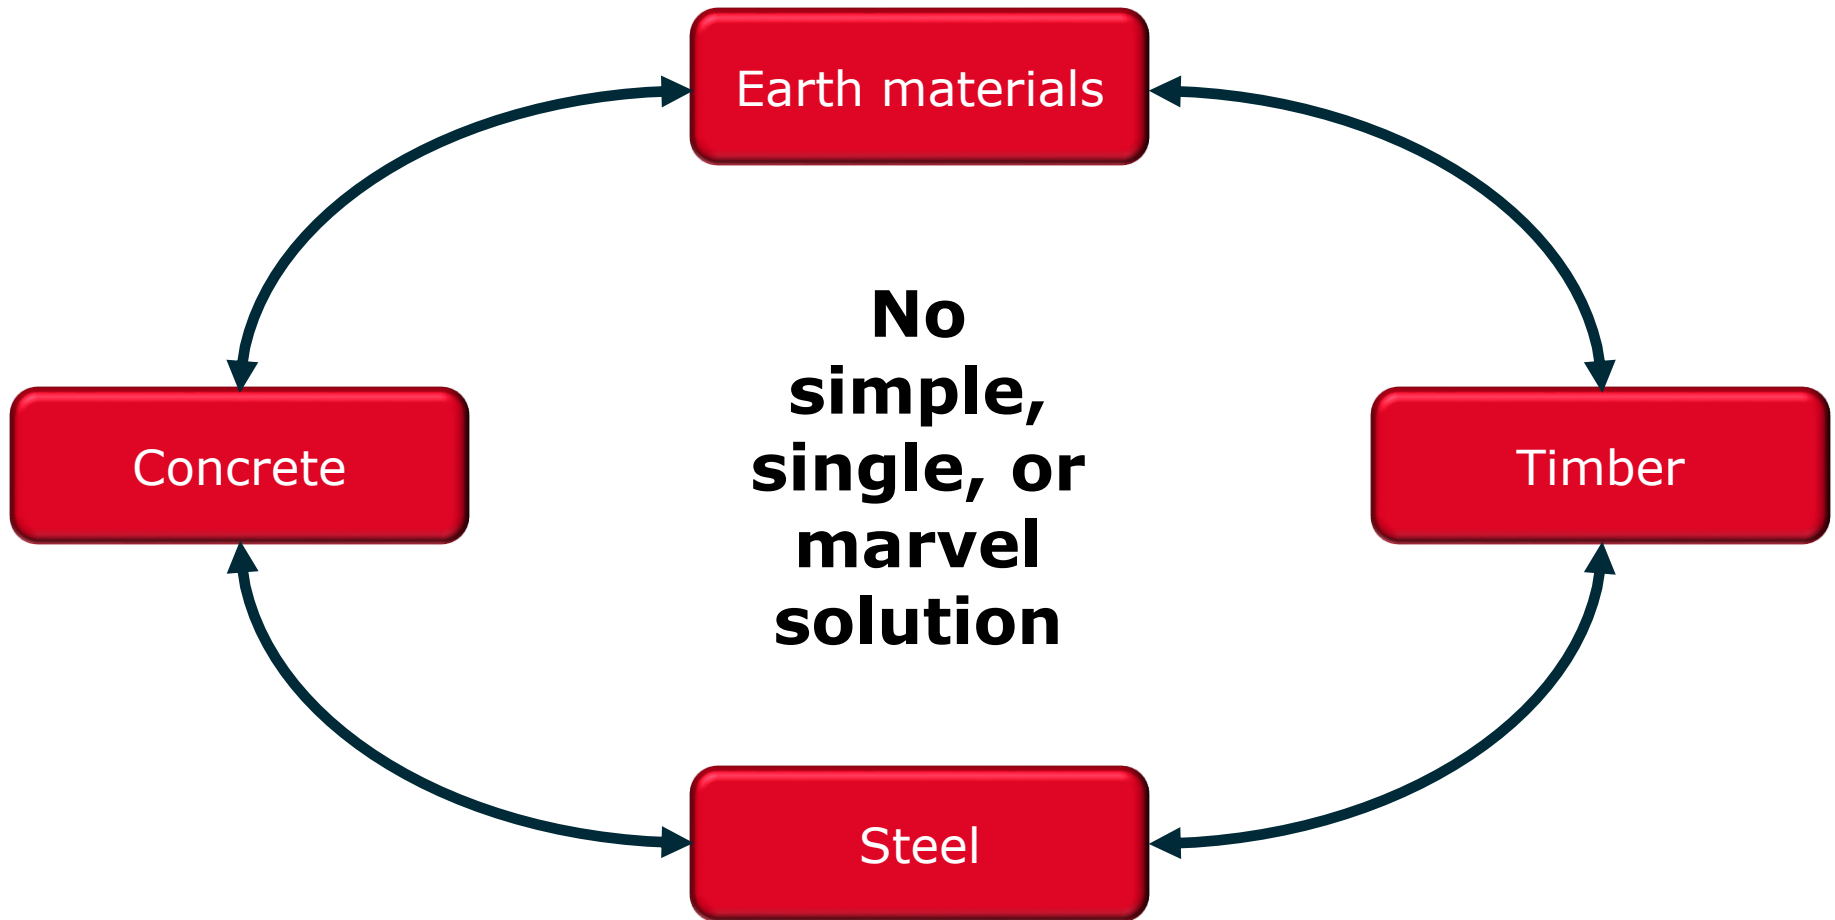 Earth materials
No
simple,
single, or
marvel
solution
Concrete
Timber
Steel